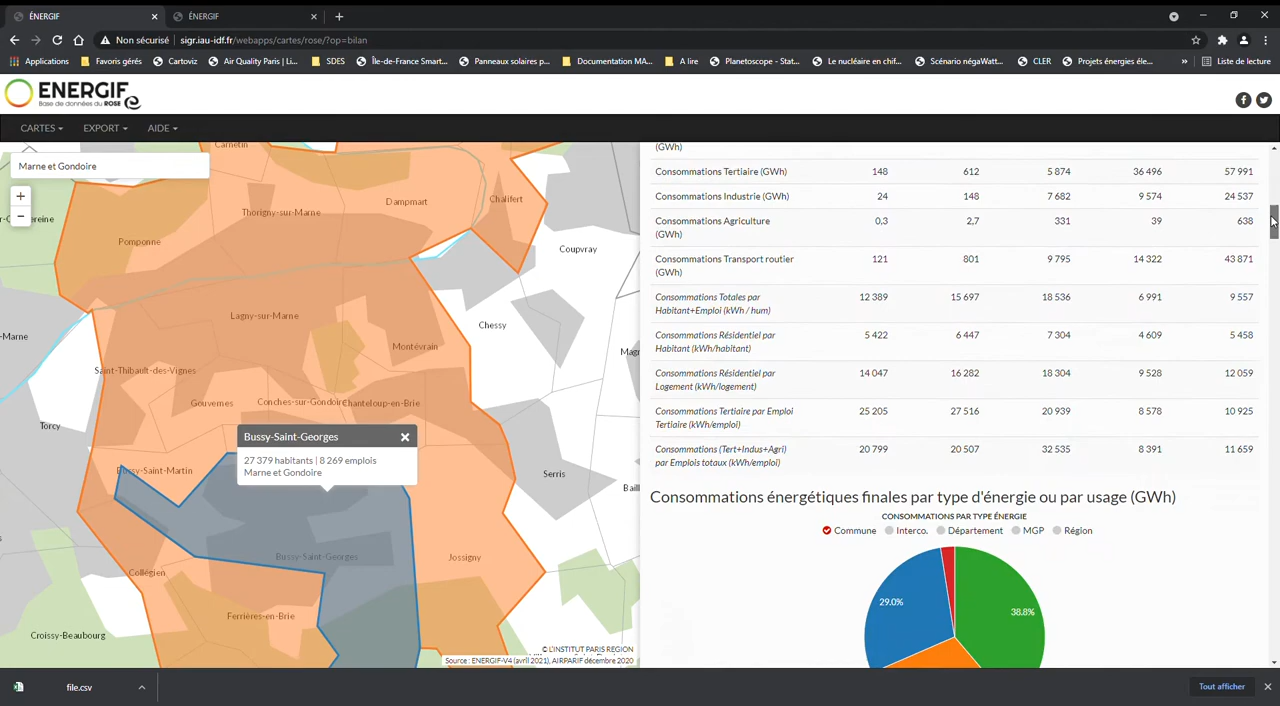 ÉNERGIF
ÉNERGIF
Non sécurisé
sigr.iau-idf.fr/webapps/cartes/rose/?op=bilan
Applications
Favoris gérés
Cartoviz
Air Quality Paris | Li...
SDES
Île-de-France Smart...
Panneaux solaires p...
Documentation MA...
A lire
Planetoscope - Stat...
Le nucléaire en chif...
Scénario négaWatt...
CLER
Projets énergies éle...
»
Liste de lecture
ENERGIF
Base de données du ROSE
CARTES
EXPORT
AIDE
Marne et Gondoire
+
−
Carnetin
Dampmart
Chalifert
Thorigny-sur-Marne
Pomponne
Coupvray
Lagny-sur-Marne
Chessy
Montévrain
Saint-Thibault-des-Vignes
Gouvernes
Conches-sur-Gondoire
Chanteloup-en-Brie
Torcy
Bussy-Saint-Georges
27 379 habitants | 8 269 emplois
Marne et Gondoire
Bussy-Saint-Martin
Serris
Bussy-Saint-Georges
Jossigny
Collégien
Ferrières-en-Brie
Croissy-Beaubourg
© L'INSTITUT PARIS REGION
Source : ENERGIF-V4 (avril 2021), AIRPARIF décembre 2020
(GWh)
Consommations Tertiaire (GWh) 148 612 5 874 36 496 57 991
Consommations Industrie (GWh) 24 148 7 682 9 574 24 537
Consommations Agriculture (GWh) 0,3 2,7 331 39 638
Consommations Transport routier (GWh) 121 801 9 795 14 322 43 871
Consommations Totales par Habitant+Emploi (kWh / hum) 12 389 15 697 18 536 6 991 9 557
Consommations Résidentiel par Habitant (kWh/habitant) 5 422 6 447 7 304 4 609 5 458
Consommations Résidentiel par Logement (kWh/logement) 14 047 16 282 18 304 9 528 12 059
Consommations Tertiaire par Emploi Tertiaire (kWh/emploi) 25 205 27 516 20 939 8 578 10 925
Consommations (Tert+Indus+Agri) par Emplois totaux (kWh/emploi) 20 799 20 507 32 535 8 391 11 659
Consommations énergétiques finales par type d'énergie ou par usage (GWh)
CONSOMMATIONS PAR TYPE ÉNERGIE
Commune Interco. Département MGP Région
29.0%
38.8%
file.csv
Tout afficher